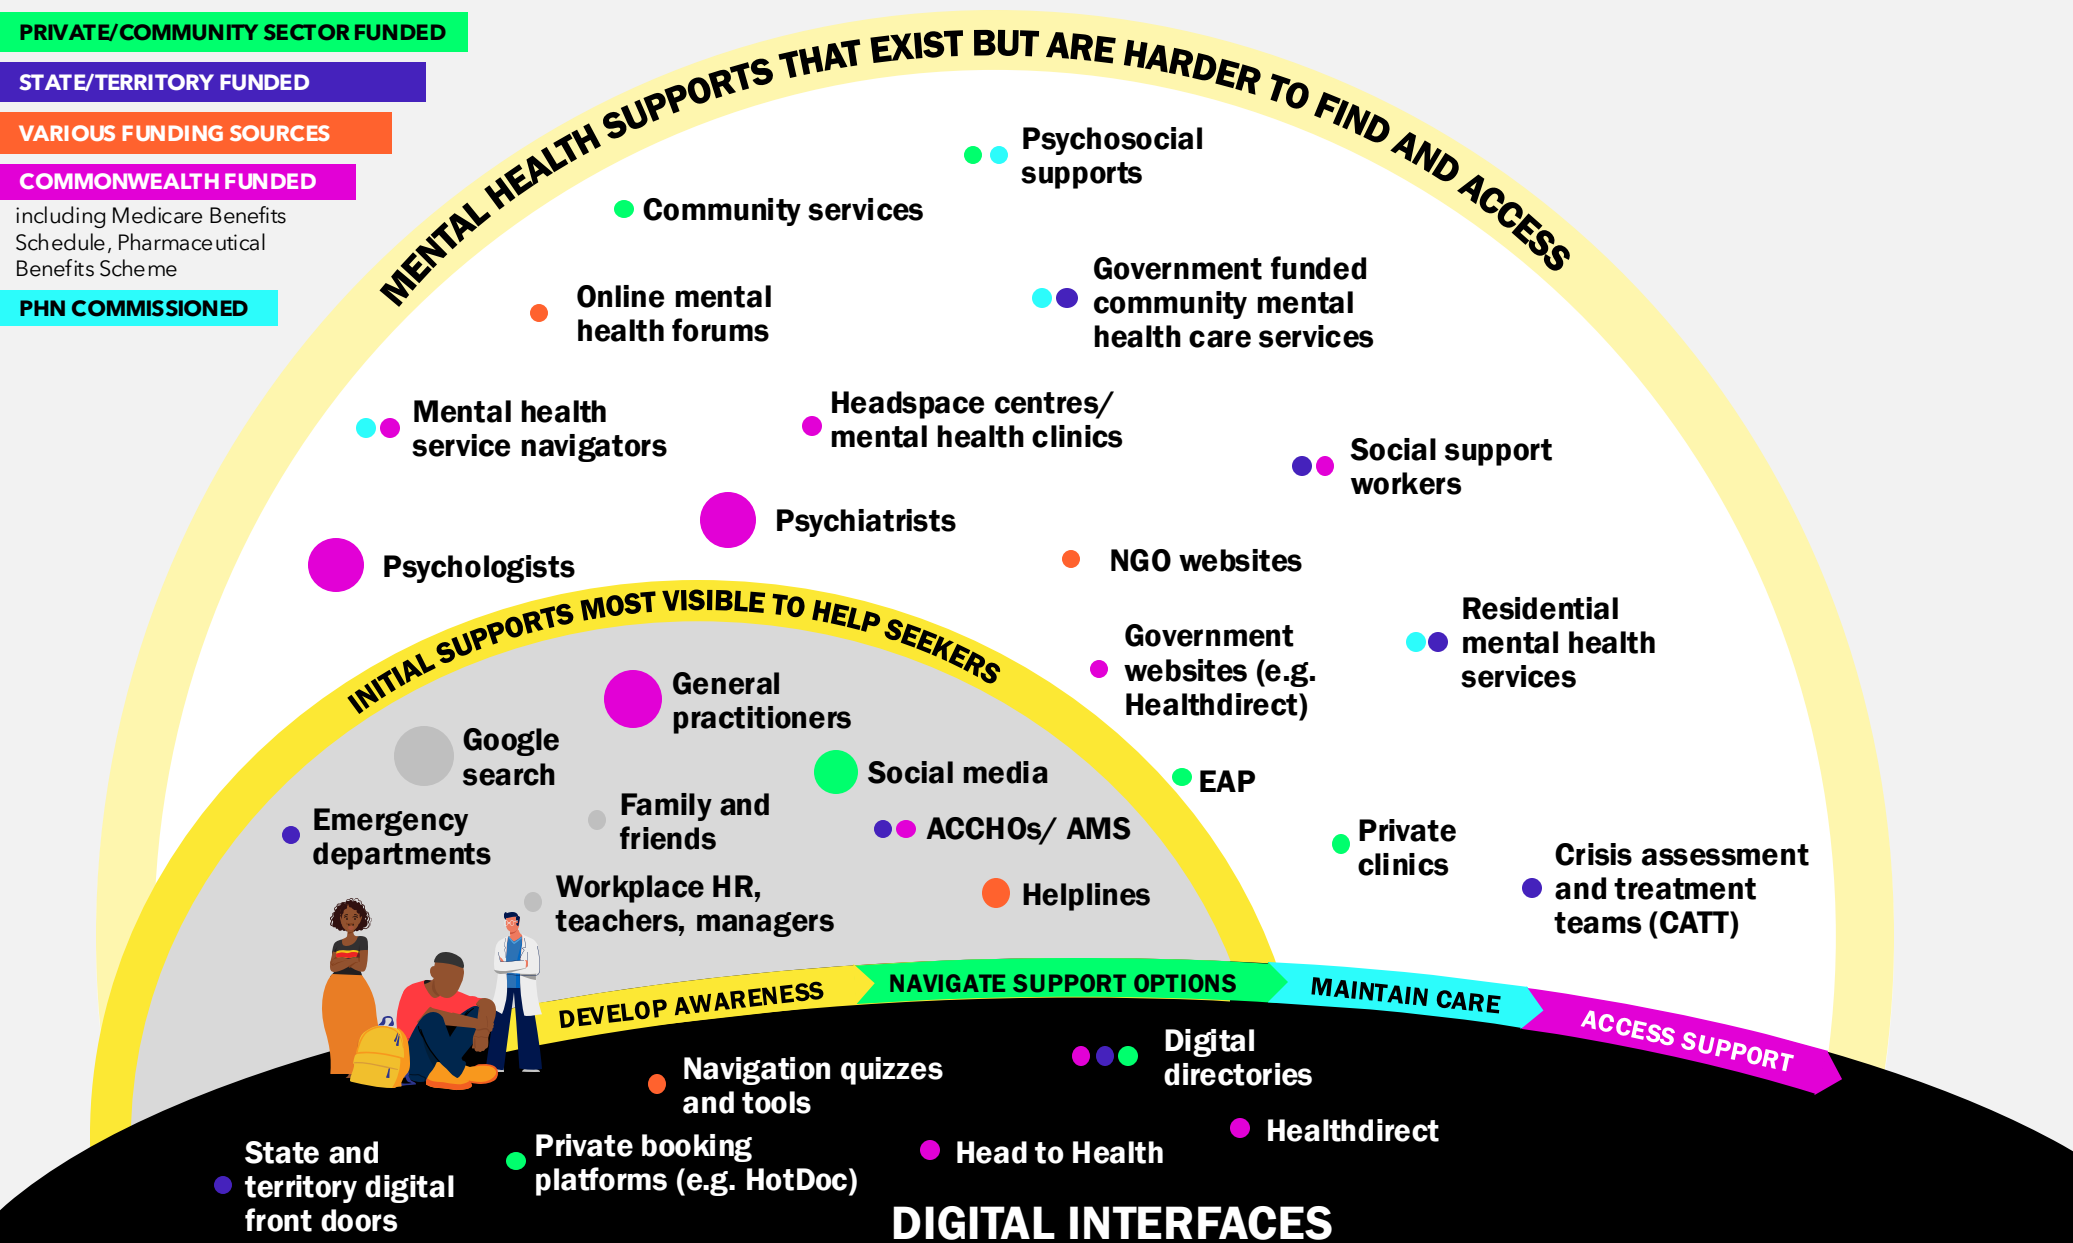 PRIVATE/COMMUNITY SECTOR FUNDED
STATE/TERRITORY FUNDED
VARIOUS FUNDING SOURCES
COMMONWEALTH FUNDED
including Medicare Benefits
Schedule, Pharmaceutical
Benefits Scheme
PHN COMMISSIONED
MENTAL HEALTH SUPPORTS THAT EXIST BUT ARE HARDER TO FIND AND ACCESS
Psychosocial
supports
Community services
Government funded
community mental
health care services
Online mental
health forums
Mental health
service navigators
Headspace centres/
mental health clinics
Social support
workers
Psychiatrists
Psychologists
NGO websites
Residential
mental health
services
Government
websites (e.g.
Healthdirect)
EAP
Private
clinics
Crisis assessment
and treatment
teams (CATT)
INITIAL SUPPORTS MOST VISIBLE TO HELP SEEKERS
General
practitioners
Google
search
Social media
Family and
friends
Emergency
departments
ACCHOs/ AMS
Workplace HR,
teachers, managers
Helplines
DEVELOP AWARENESS
NAVIGATE SUPPORT OPTIONS
MAINTAIN CARE
ACCESS SUPPORT
Digital
directories
Navigation quizzes
and tools
Healthdirect
Private booking
platforms (e.g. HotDoc)
Head to Health
State and
territory digital
front doors
DIGITAL INTERFACES